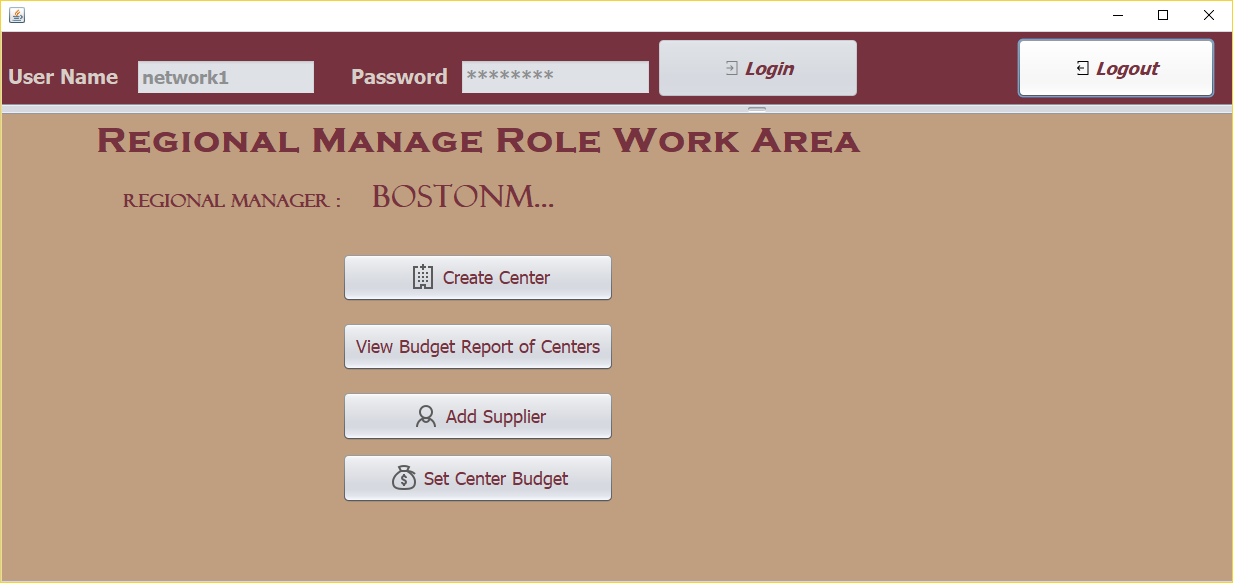 User Name network1 Password ******** Login Logout
Regional Manage Role Work Area
Regional Manager : BostonM...
Create Center
View Budget Report of Centers
Add Supplier
Set Center Budget